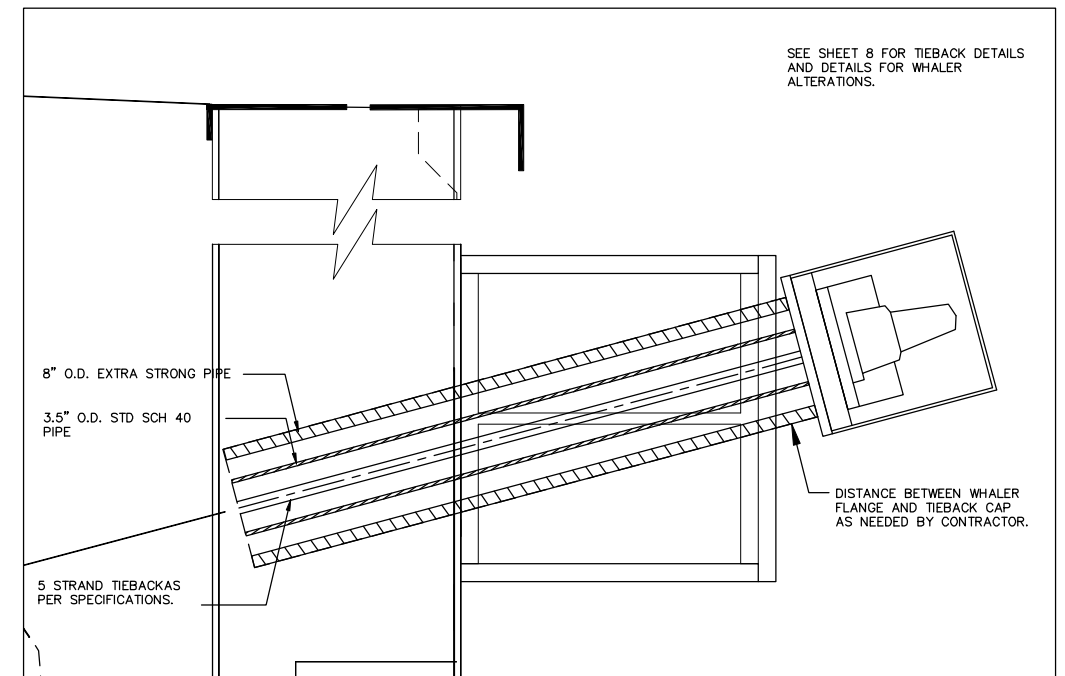 SEE SHEET 8 FOR TIEBACK DETAILS
AND DETAILS FOR WHALER
ALTERATIONS.
8" O.D. EXTRA STRONG PIPE
3.5" O.D. STD SCH 40
PIPE
DISTANCE BETWEEN WHALER
FLANGE AND TIEBACK CAP
AS NEEDED BY CONTRACTOR.
5 STRAND TIEBACKAS
PER SPECIFICATIONS.